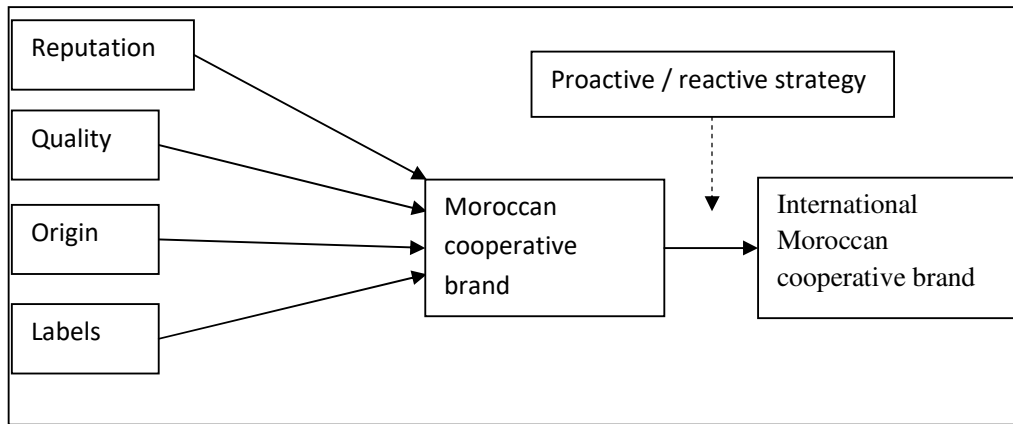 Reputation
Proactive / reactive strategy
Quality
Origin
Labels
Moroccan
cooperative
brand
International
Moroccan
cooperative brand